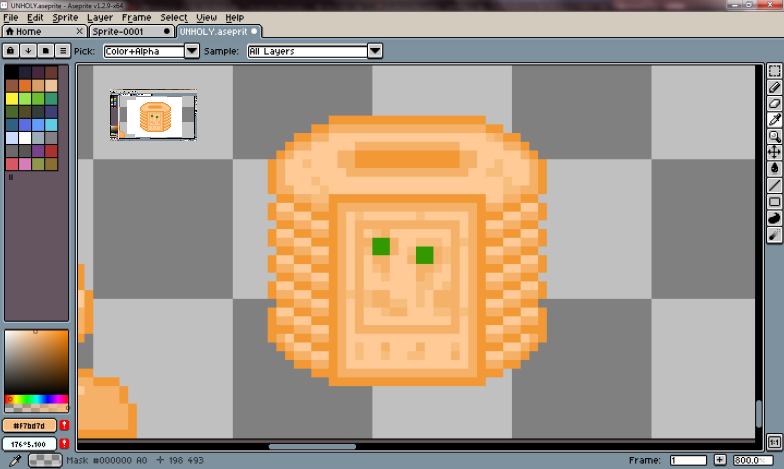 UNHOLY.aseprite - Aseprite v1.2.9-x64
File Edit Sprite Layer Frame Select View Help
Home Sprite-0001 UNHOLY.asepri
Pick: Color+Alpha Sample: All Layers
#f7bd7d
176°5.100
1:1
Mask #000000 A0 198 493 Frame: 1 800.0